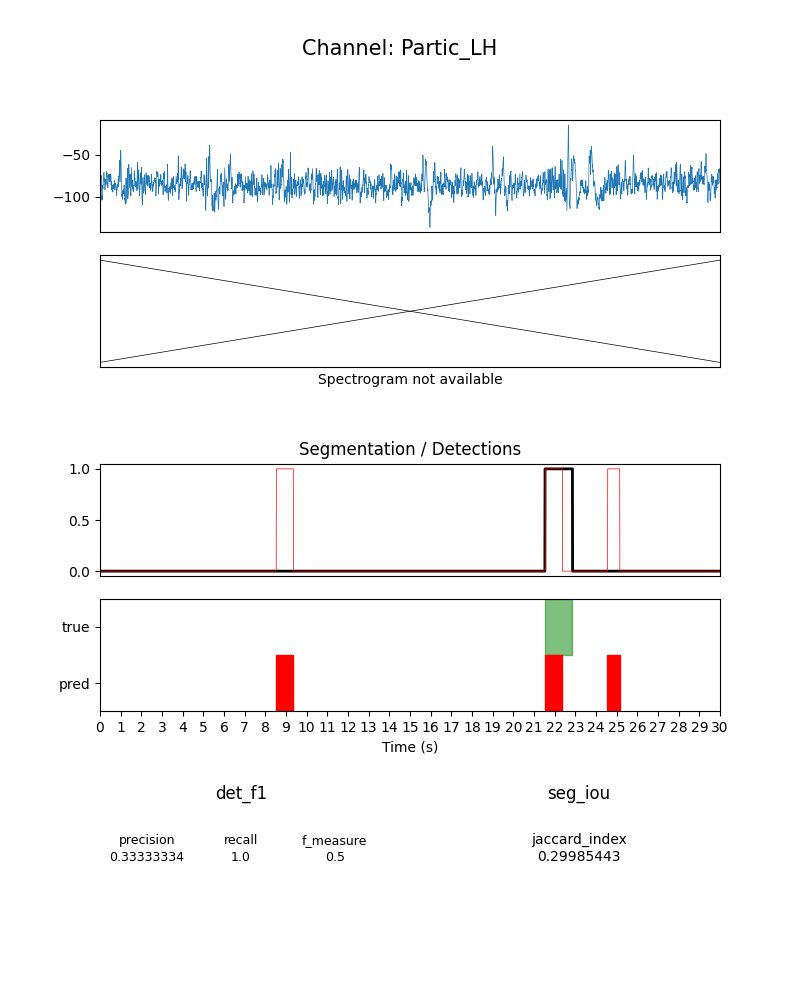 Channel: Partic_LH
−50
−100
Spectrogram not available
Segmentation / Detections
1.0
0.5
0.0
true
pred
0 1 2 3 4 5 6 7 8 9 10 11 12 13 14 15 16 17 18 19 20 21 22 23 24 25 26 27 28 29 30
Time (s)
det_f1 seg_iou
precision recall f_measure jaccard_index
0.33333334 1.0 0.5 0.29985443